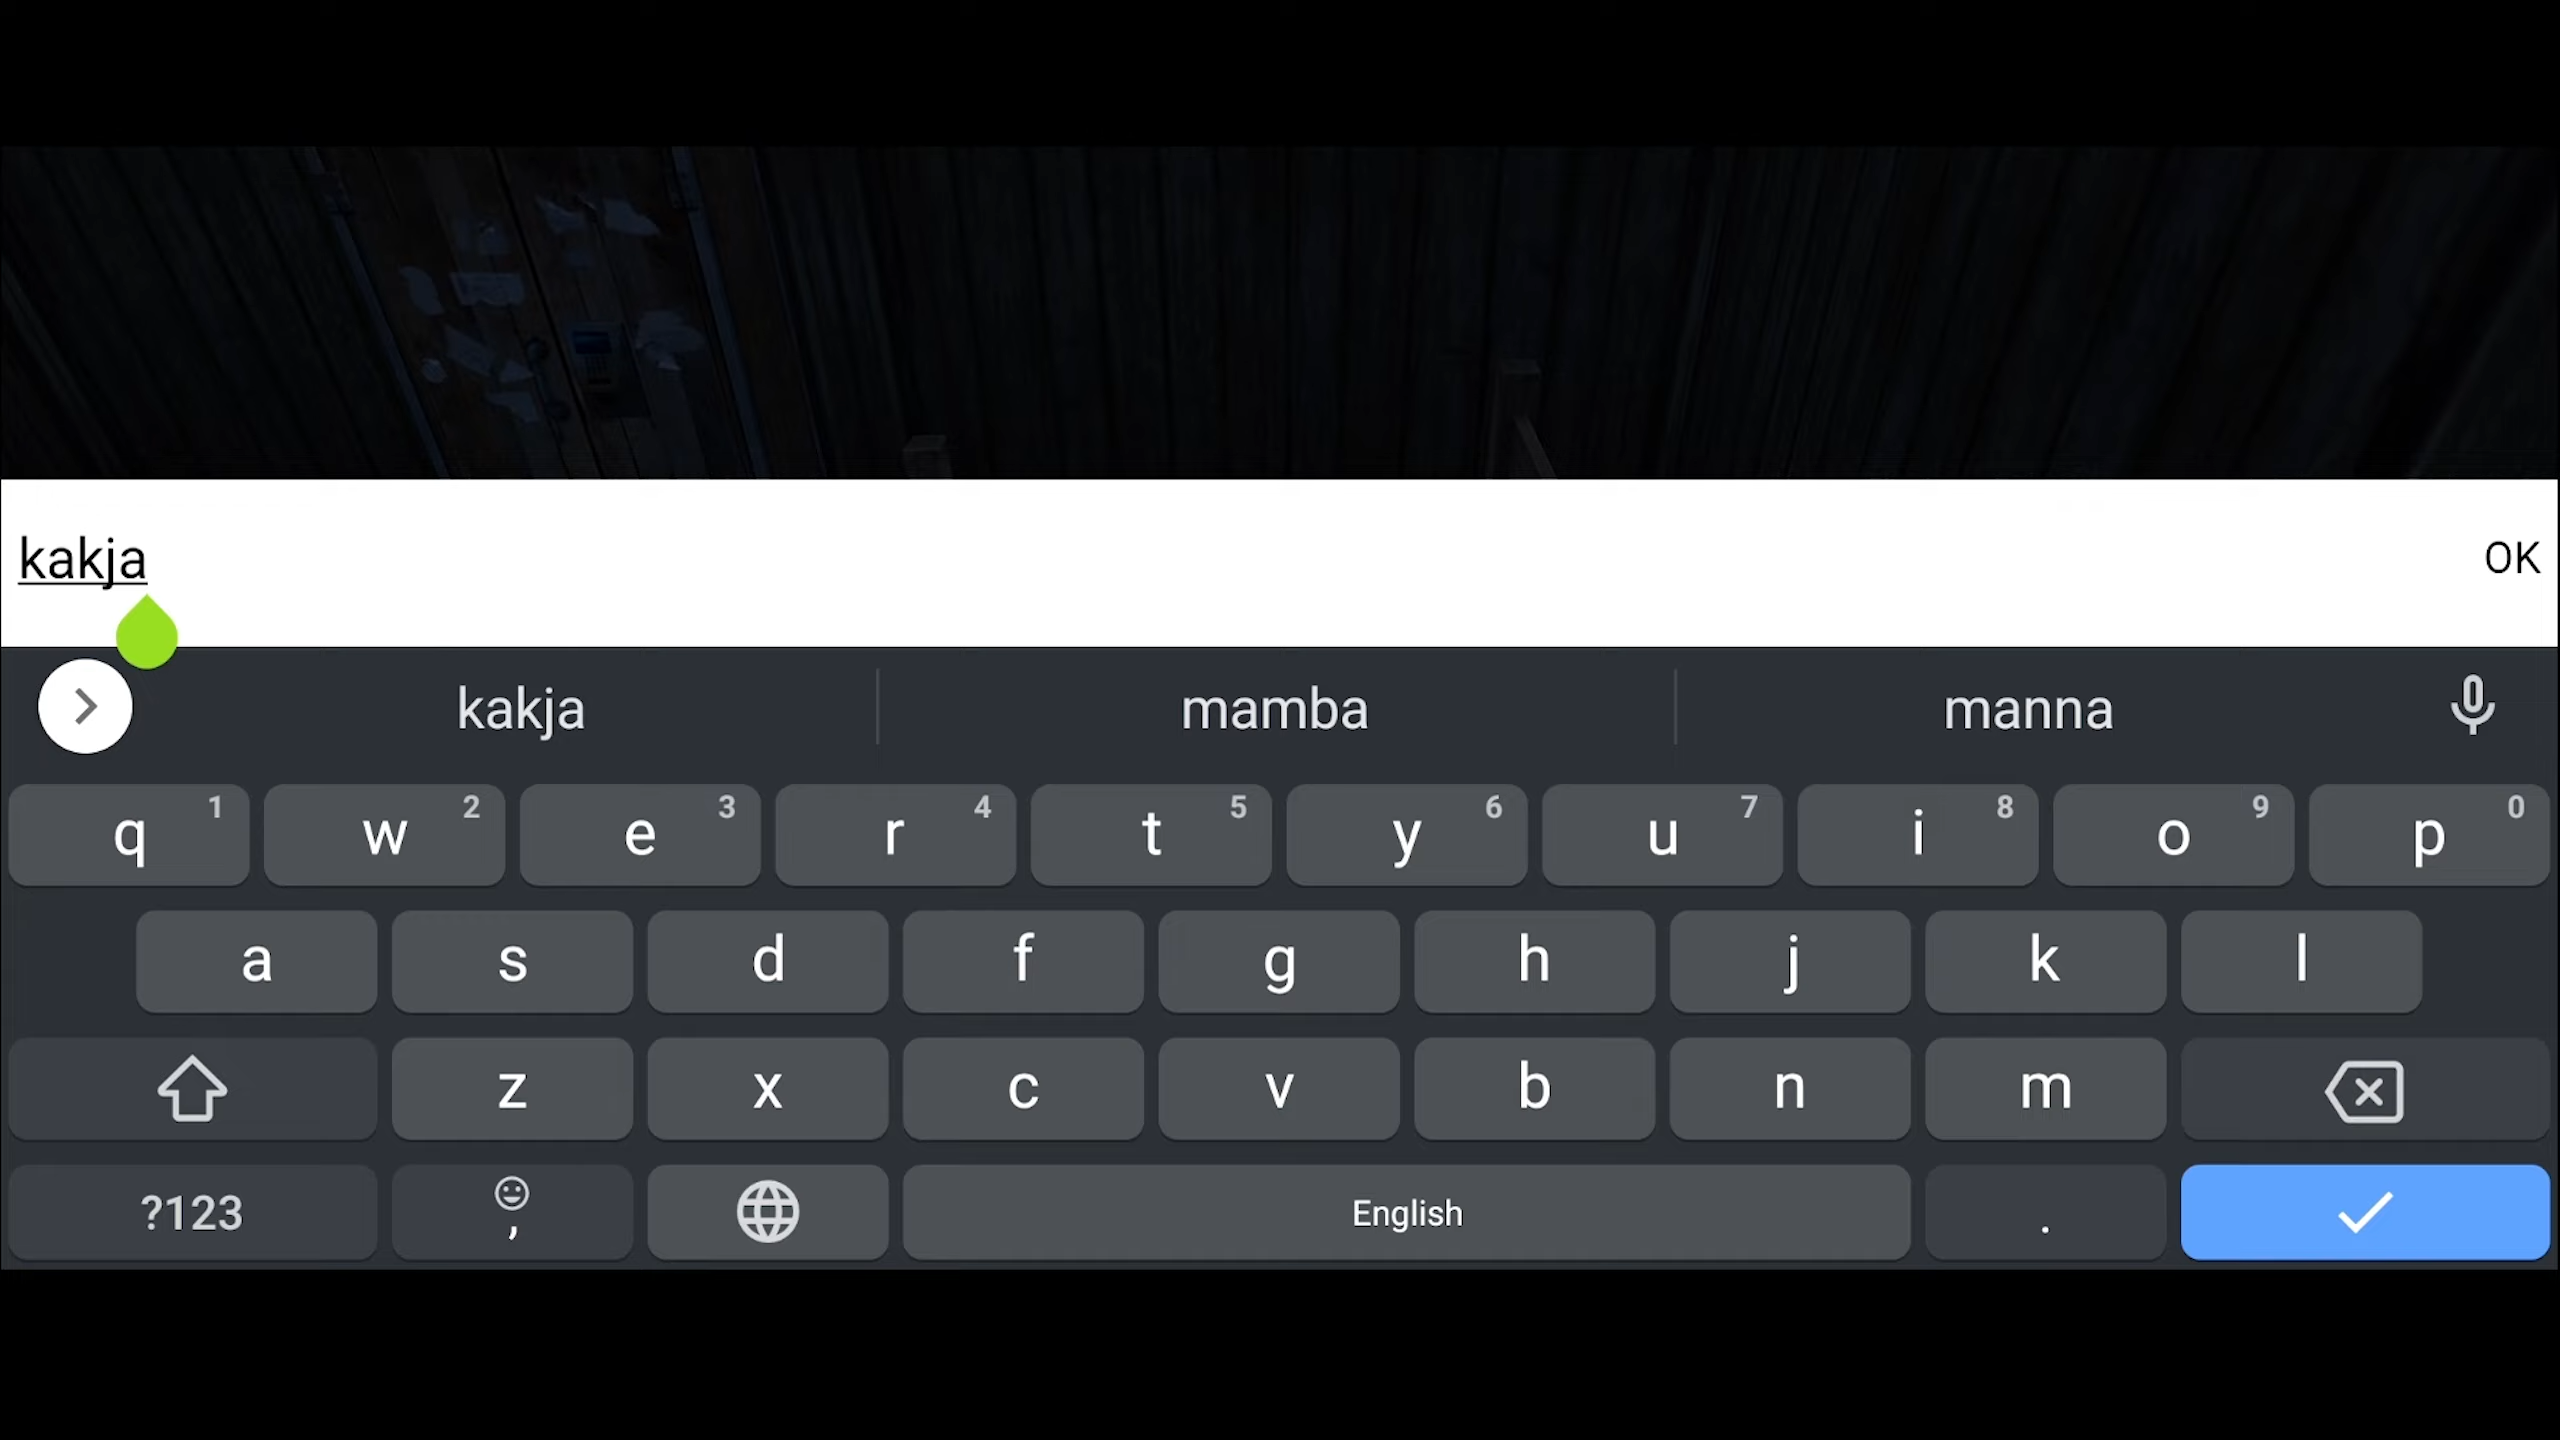 kakja OK
kakja mamba manna
q 1 w 2 e 3 r 4 t 5 y 6 u 7 i 8 o 9 p 0
a s d f g h j k l
z x c v b n m
?123 , English .